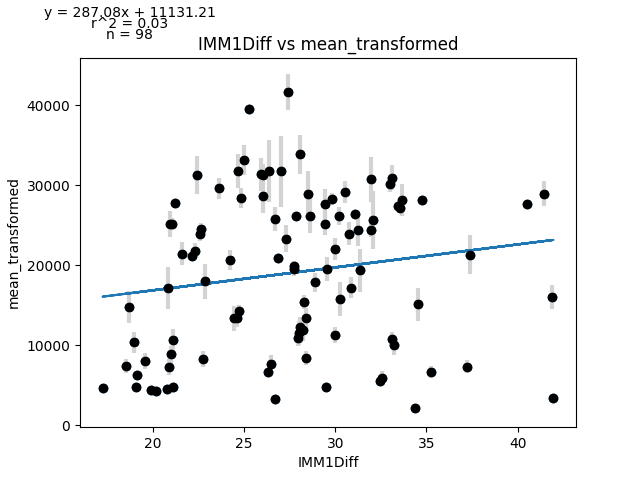 y = 287.08x + 11131.21
r^2 = 0.03
n = 98
IMM1Diff vs mean_transformed
mean_transformed
40000
30000
20000
10000
0
20 25 30 35 40
IMM1Diff